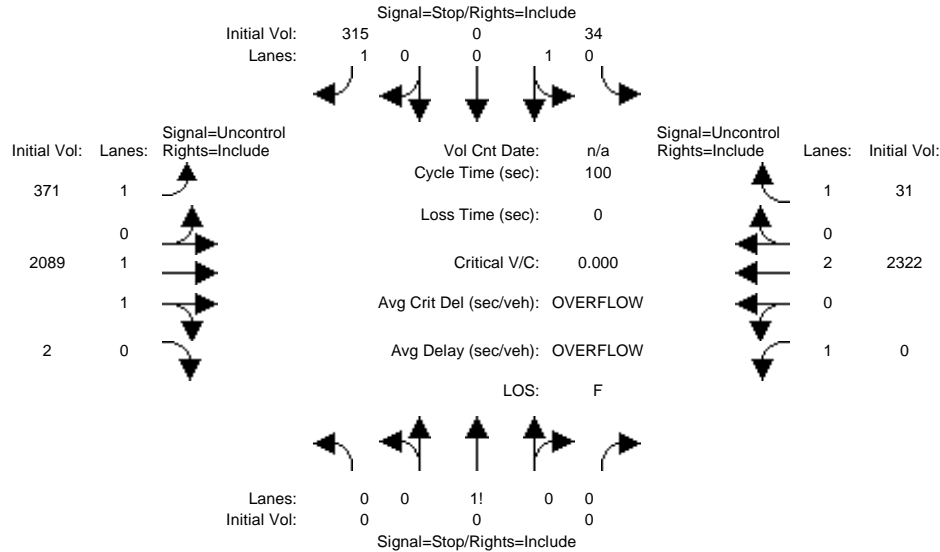 Signal=Stop/Rights=Include
Initial Vol: 315 0 34
Lanes: 1 0 0 1 0
Signal=Uncontrol Signal=Uncontrol
Initial Vol: Lanes: Rights=Include Vol Cnt Date: n/a Rights=Include Lanes: Initial Vol:
Cycle Time (sec): 100
371 1 1 31
Loss Time (sec): 0
0 0
2089 1 Critical V/C: 0.000 2 2322
1 Avg Crit Del (sec/veh): OVERFLOW 0
2 0 Avg Delay (sec/veh): OVERFLOW 1 0
LOS: F
Lanes: 0 0 1! 0 0
Initial Vol: 0 0 0
Signal=Stop/Rights=Include